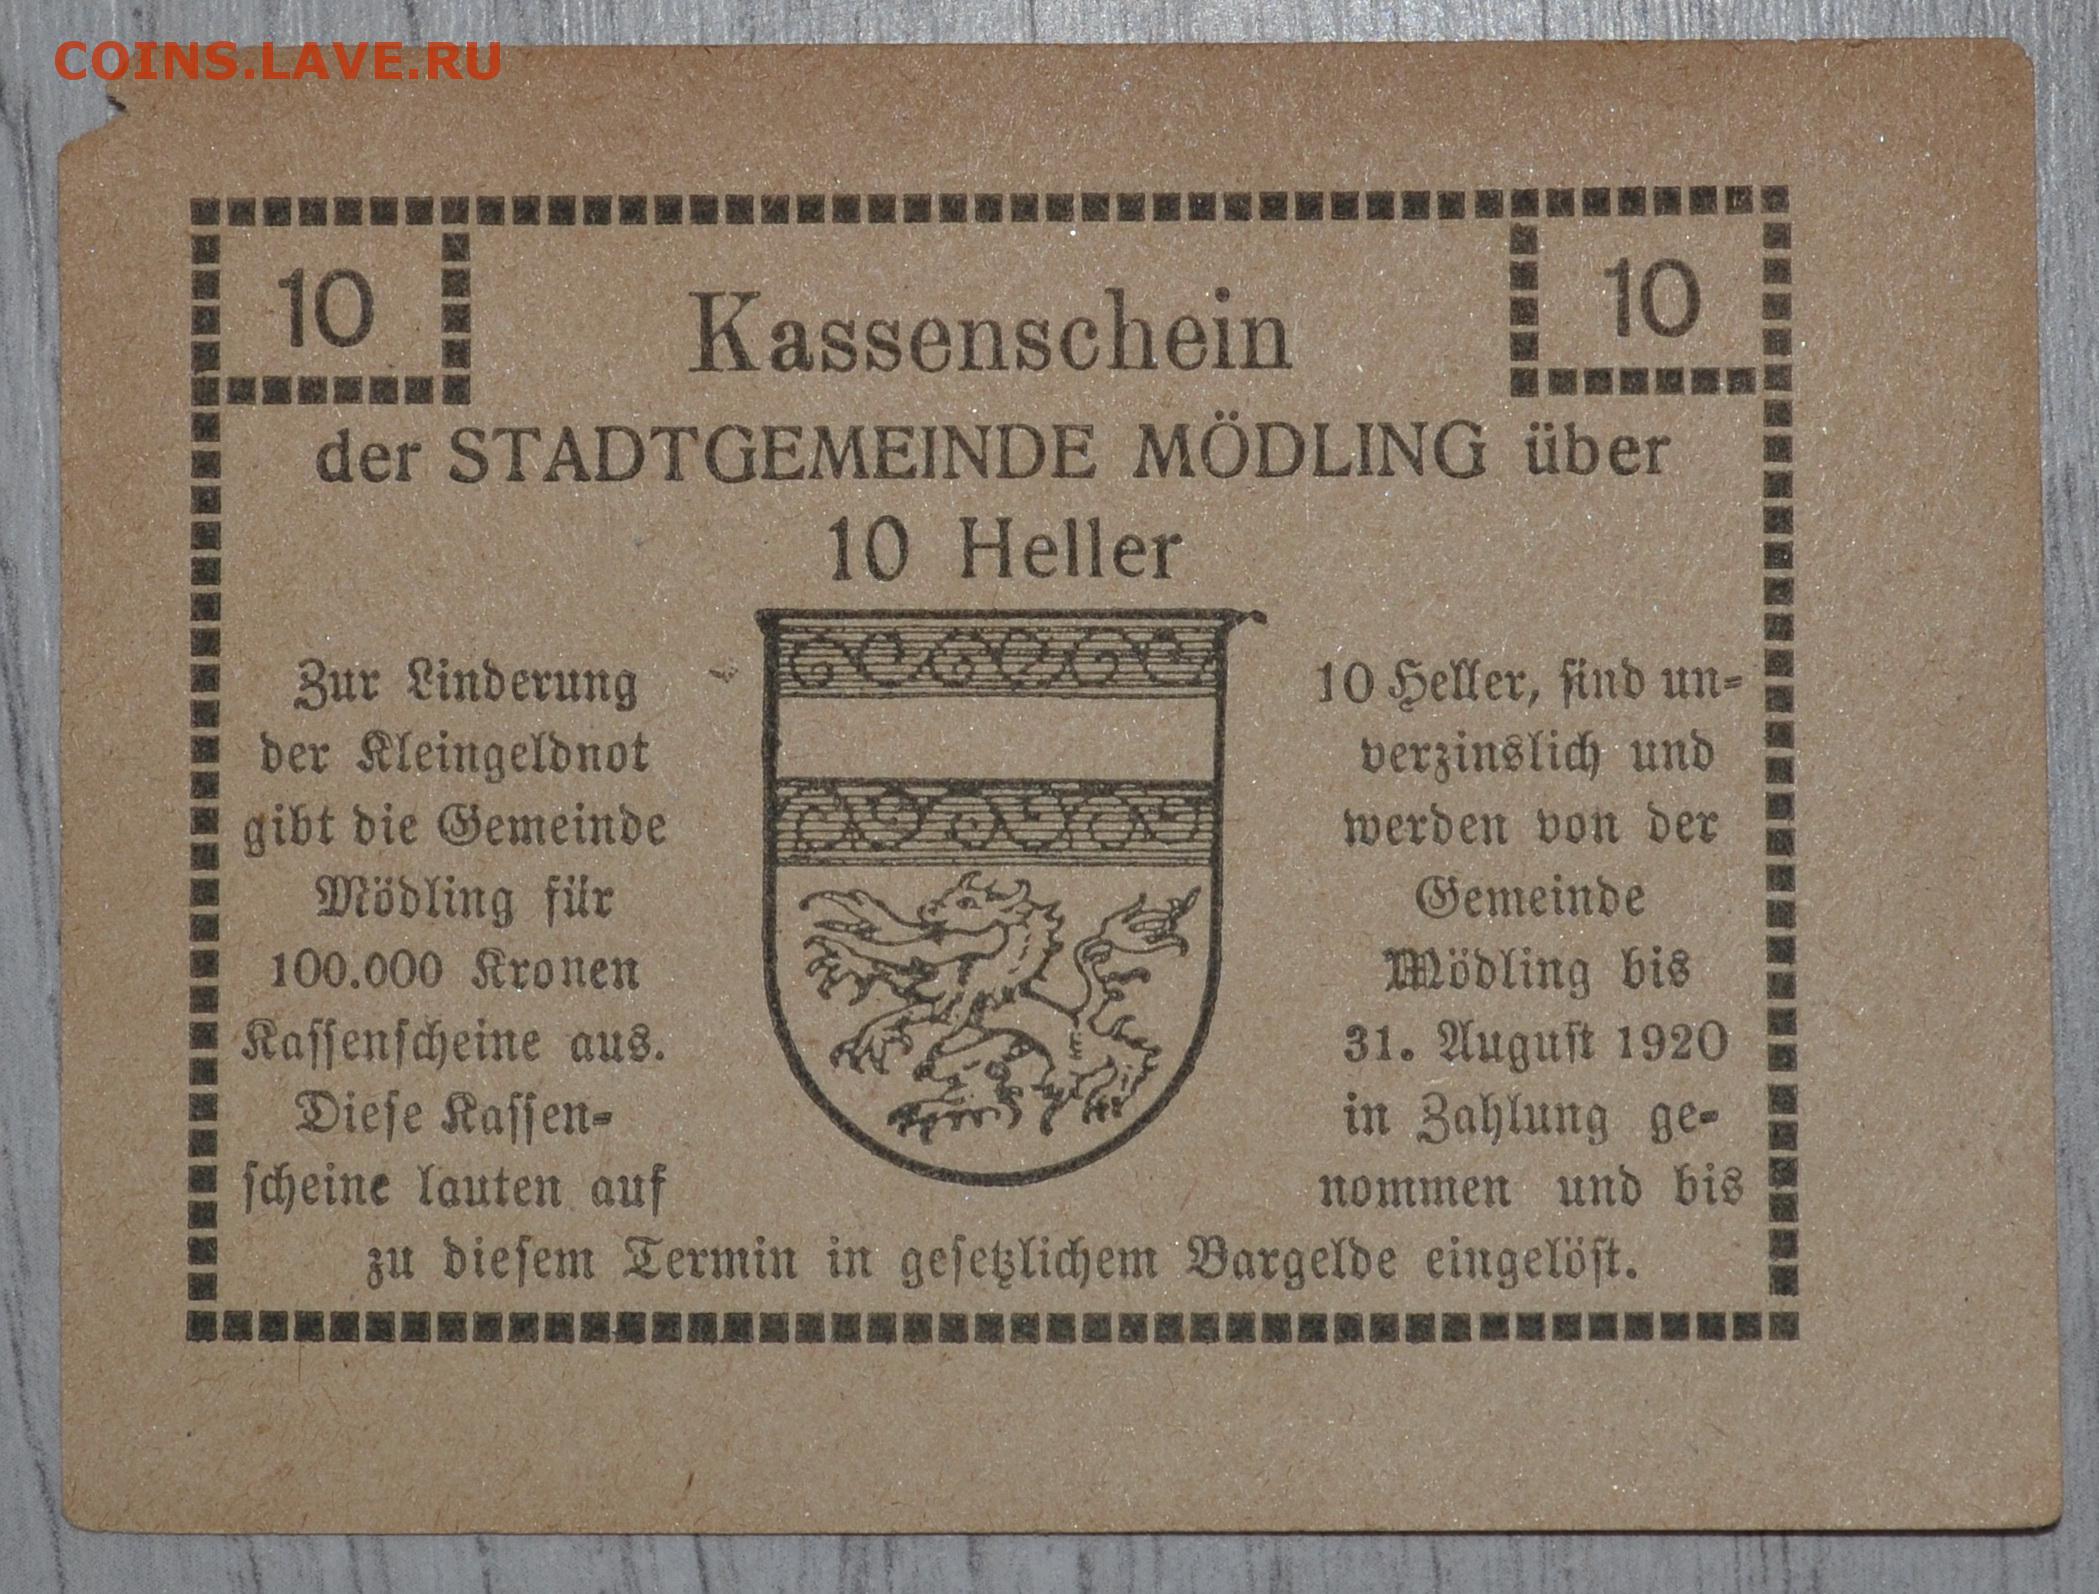 COINS.LAVE.RU
10
10
Kassenschein
der STADTGEMEINDE MÖDLING über
10 Heller
Zur Linderung
der Kleingeldnot
gibt die Gemeinde
Mödling für
100.000 Kronen
Kassenscheine aus.
Diese Kassen-
scheine lauten auf
10 Heller, sind un-
verzinslich und
werden von der
Gemeinde
Mödling bis
31. August 1920
in Zahlung ge-
nommen und bis
zu diesem Termin in gesetzlichem Bargelde eingelöst.